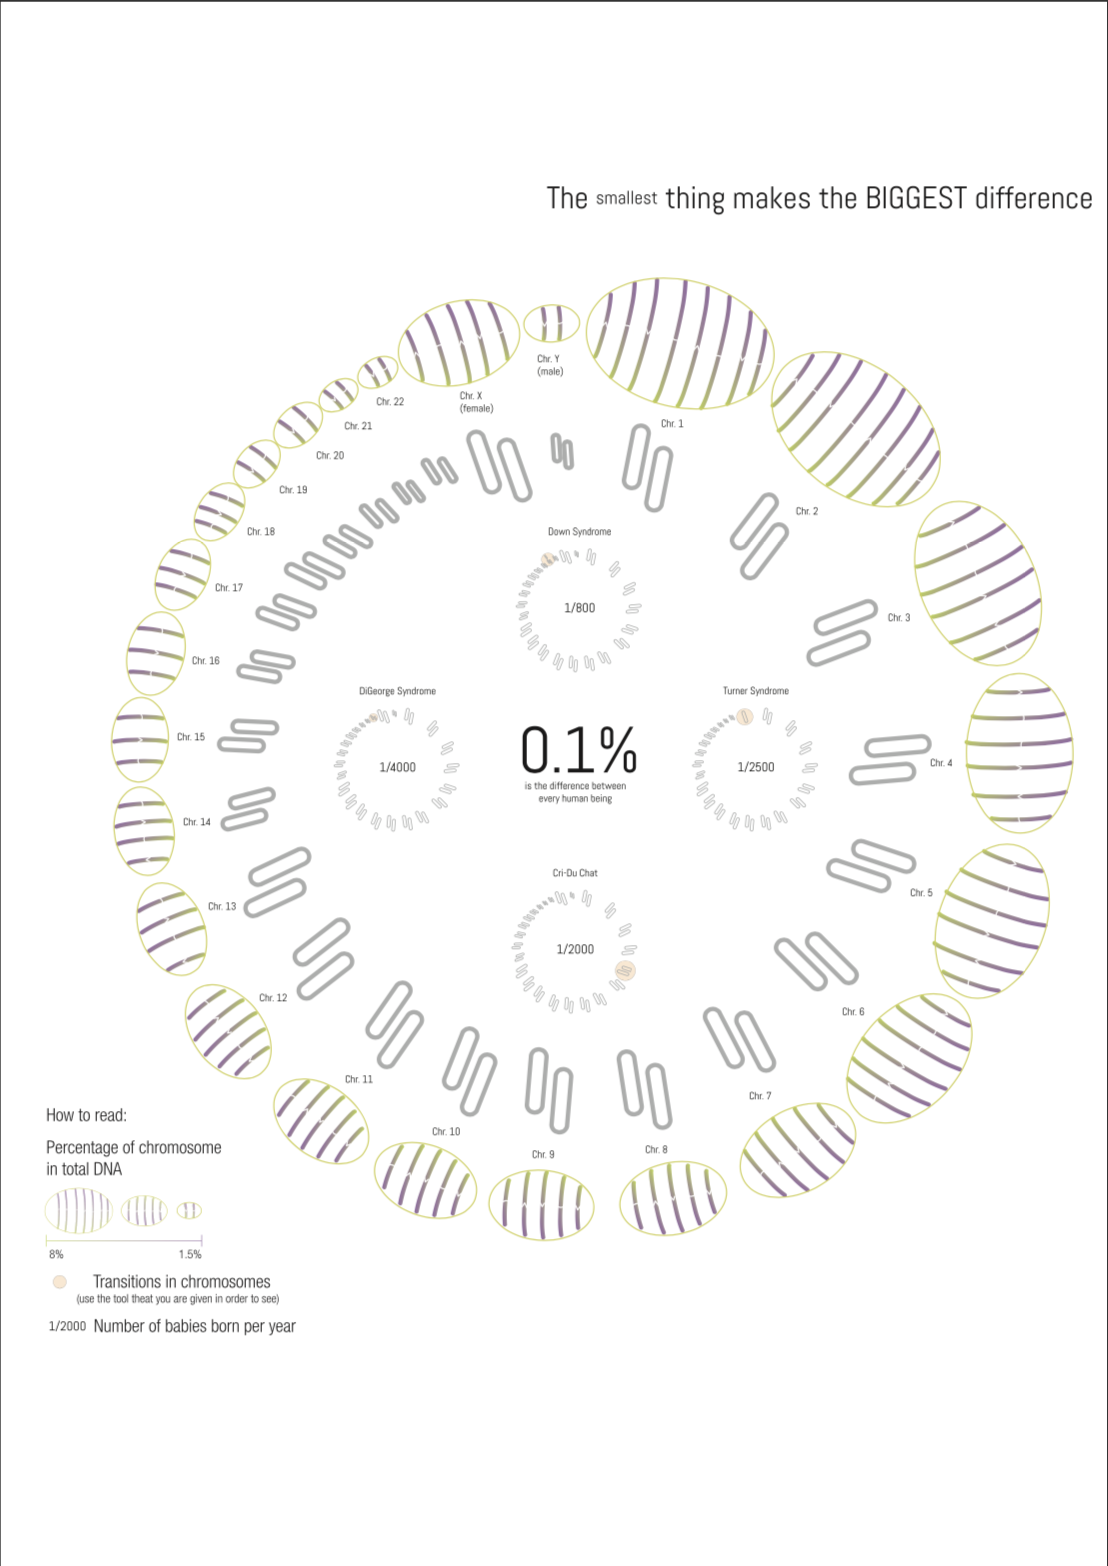 The smallest thing makes the BIGGEST difference
Chr. Y
(male)
Chr. X
(female)
Chr. 22
Chr. 21
Chr. 20
Chr. 19
Chr. 18
Chr. 17
Chr. 16
Chr. 15
Chr. 14
Chr. 13
Chr. 12
Chr. 11
Chr. 10
Chr. 9
Chr. 8
Chr. 7
Chr. 6
Chr. 5
Chr. 4
Chr. 3
Chr. 2
Chr. 1
Down Syndrome
1/800
DiGeorge Syndrome
1/4000
0.1%
is the difference between
every human being
Turner Syndrome
1/2500
Cri-Du Chat
1/2000
How to read:
Percentage of chromosome
in total DNA
8% 1.5%
Transitions in chromosomes
(use the tool theat you are given in order to see)
1/2000 Number of babies born per year